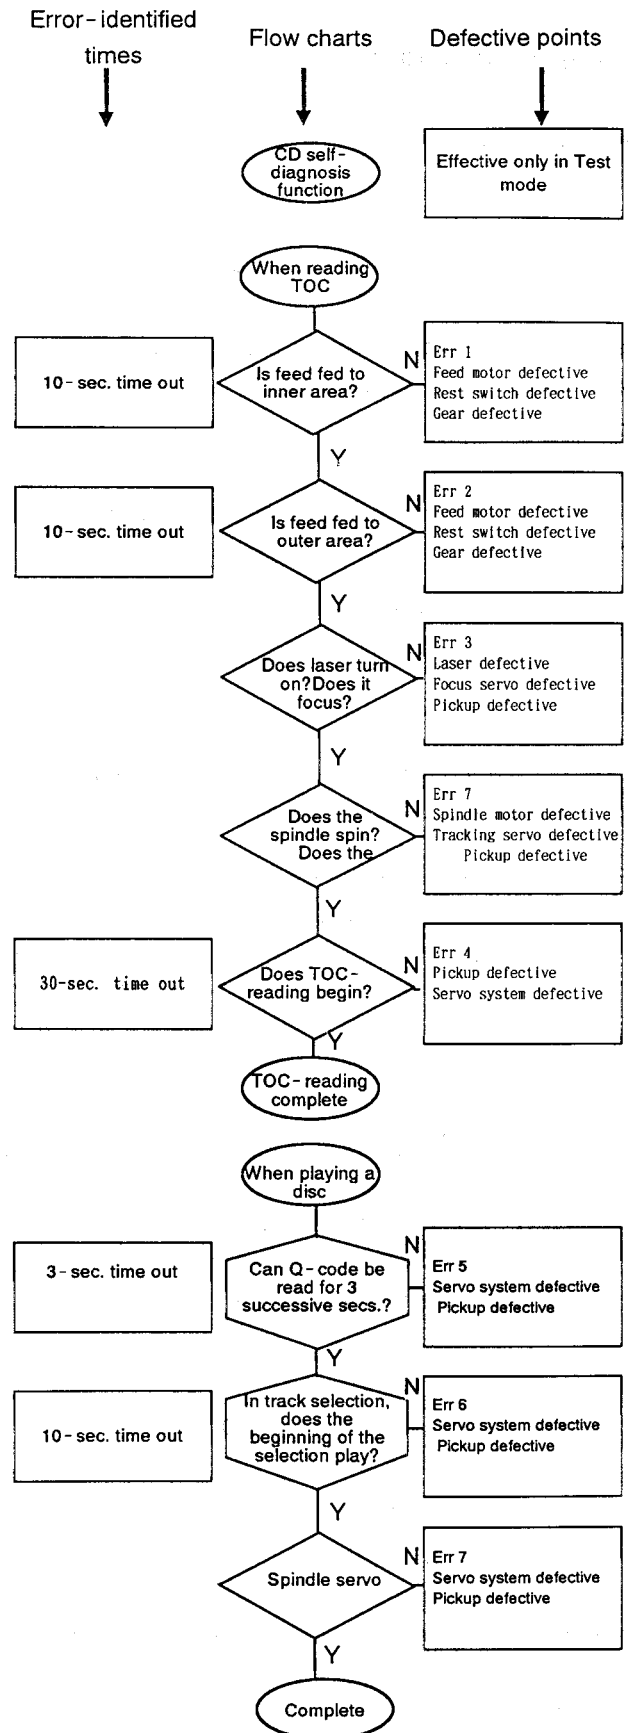 Error-identified
times
Flow charts
Defective points
CD self-
diagnosis
function
Effective only in Test
mode
When reading
TOC
10- sec. time out
Is feed fed to
inner area?
N
Err 1
Feed motor defective
Rest switch defective
Gear defective
Y
10-sec. time out
Is feed fed to
outer area?
N
Err 2
Feed motor defective
Rest switch defective
Gear defective
Y
Does laser turn
on?Does it
focus?
N
Err 3
Laser defective
Focus servo defective
Pickup defective
Y
Does the
spindle spin?
Does the
N
Err 7
Spindle motor defective
Tracking servo defective
Pickup defective
Y
30-sec. time out
Does TOC-
reading begin?
N
Err 4
Pickup defective
Servo system defective
Y
TOC-reading
complete
When playing a
disc
3- sec. time out
Can Q-code be
read for 3
successive secs.?
N
Err 5
Servo system defective
Pickup defective
Y
10-sec. time out
In track selection,
does the
beginning of the
selection play?
N
Err 6
Servo system defective
Pickup defective
Y
Spindle servo
N
Err 7
Servo system defective
Pickup defective
Y
Complete